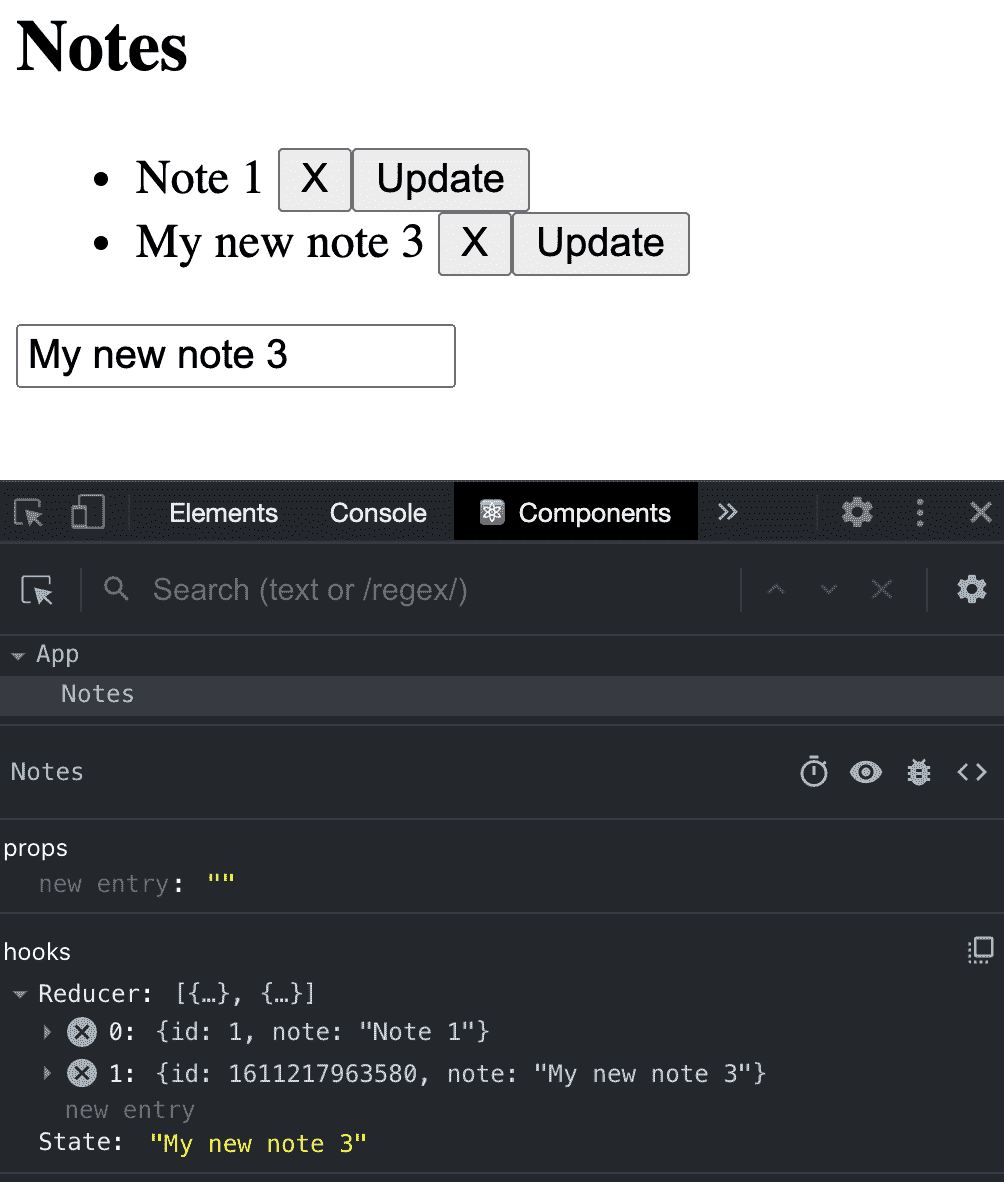 Notes
• Note 1 X Update
• My new note 3 X Update
My new note 3
Elements Console Components »
Search (text or /regex/)
App
Notes
Notes
props
new entry: ""
hooks
Reducer: [{…}, {…}]
0: {id: 1, note: "Note 1"}
1: {id: 1611217963580, note: "My new note 3"}
new entry
State: "My new note 3"